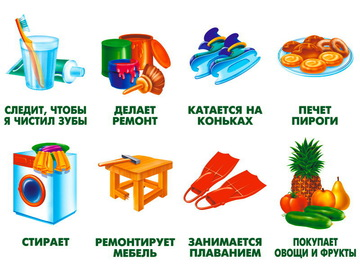 СЛЕДИТ, ЧТОБЫ
Я ЧИСТИЛ ЗУБЫ
ДЕЛАЕТ
РЕМОНТ
КАТАЕТСЯ НА
КОНЬКАХ
ПЕЧЕТ
ПИРОГИ
СТИРАЕТ
РЕМОНТИРУЕТ
МЕБЕЛЬ
ЗАНИМАЕТСЯ
ПЛАВАНИЕМ
ПОКУПАЕТ
ОВОЩИ И ФРУКТЫ